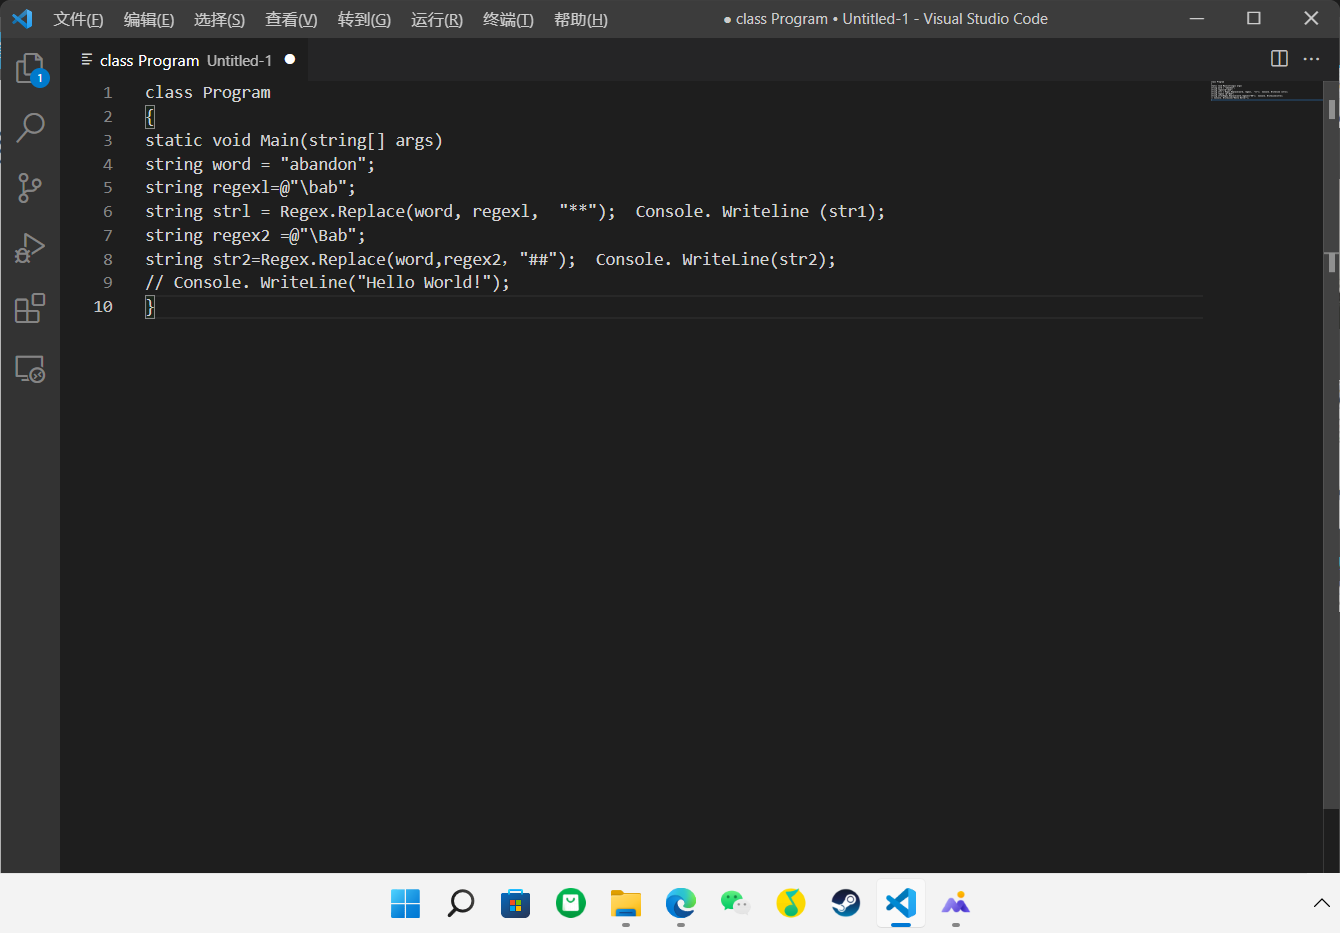 文件(F) 编辑(E) 选择(S) 查看(V) 转到(G) 运行(R) 终端(T) 帮助(H) ● class Program • Untitled-1 - Visual Studio Code
class Program Untitled-1
1
1 class Program
2 {
3 static void Main(string[] args)
4 string word = "abandon";
5 string regexl=@"\bab";
6 string strl = Regex.Replace(word, regexl,  "**");  Console. Writeline (str1);
7 string regex2 =@"\Bab";
8 string str2=Regex.Replace(word,regex2, "##");  Console. WriteLine(str2);
9 // Console. WriteLine("Hello World!");
10 }